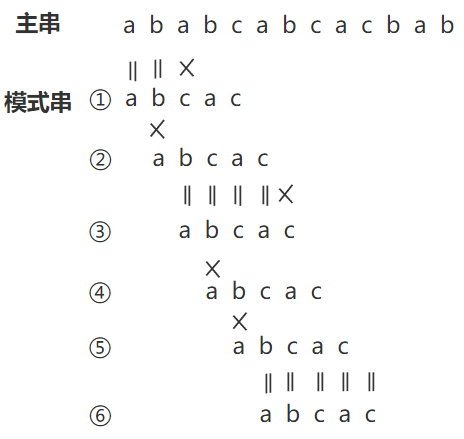 主串 a b a b c a b c a c b a b
|| || ×
模式串 ① a b c a c
×
② a b c a c
|| || || || ×
③ a b c a c
×
④ a b c a c
×
⑤ a b c a c
|| || || || ||
⑥ a b c a c